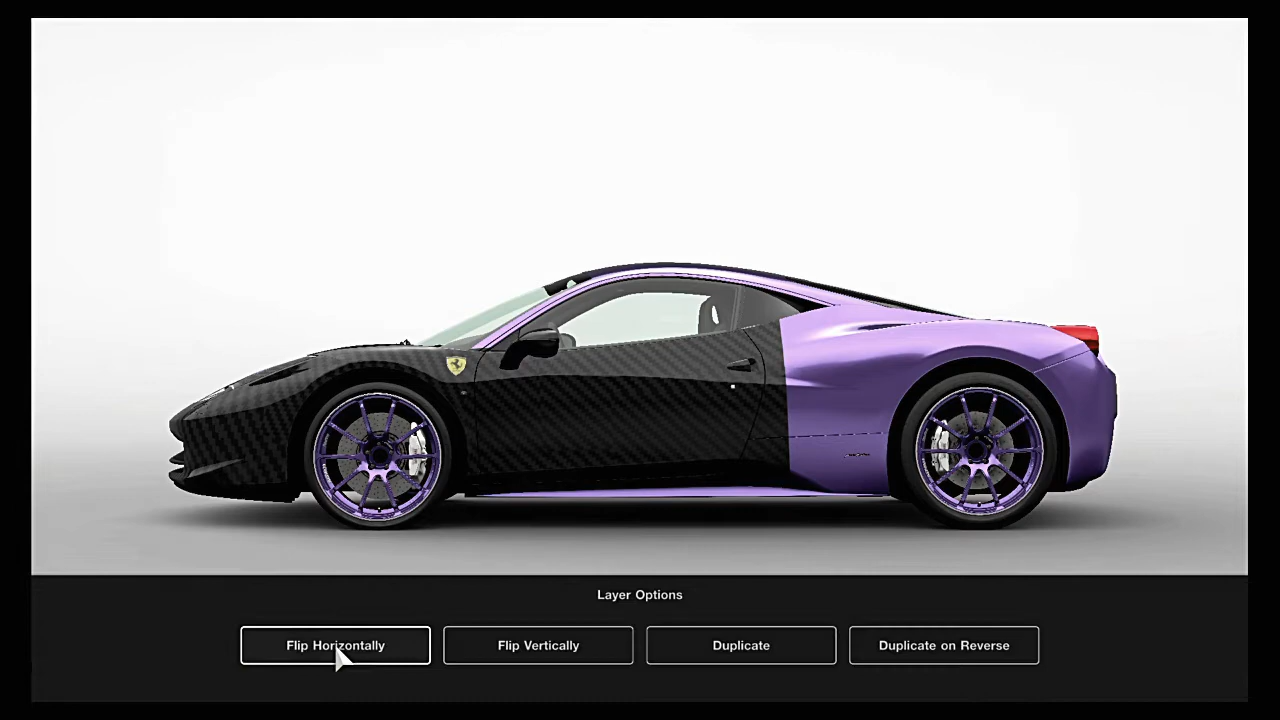 Layer Options
Flip Horizontally
Flip Vertically
Duplicate
Duplicate on Reverse